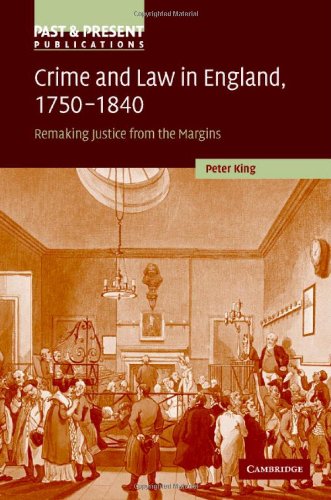 PAST & PRESENT
PUBLICATIONS
Crime and Law in England,
1750–1840
Remaking Justice from the Margins
Peter King
CAMBRIDGE